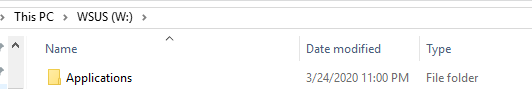 This PC > WSUS (W:) >
Name Date modified Type
Applications 3/24/2020 11:00 PM File folder